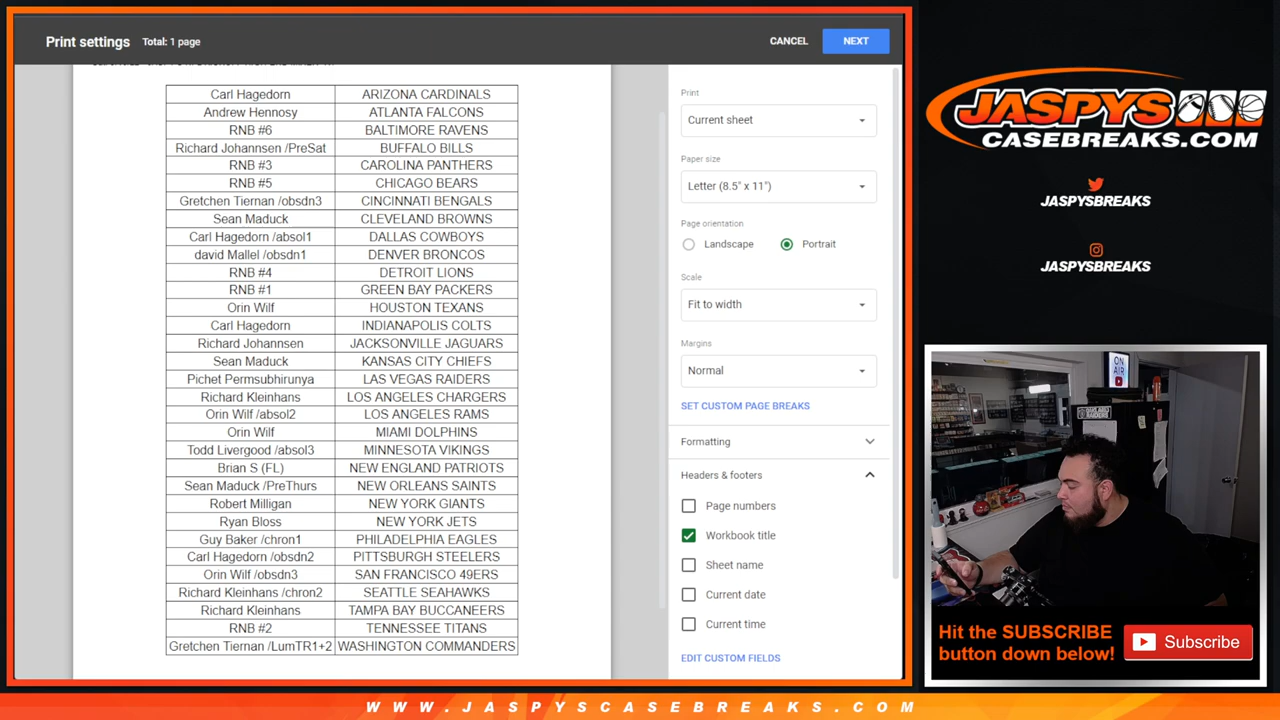 Print settings Total: 1 page CANCEL NEXT
Carl Hagedorn ARIZONA CARDINALS
Andrew Hennosy ATLANTA FALCONS
RNB #6 BALTIMORE RAVENS
Richard Johannsen /PreSat BUFFALO BILLS
RNB #3 CAROLINA PANTHERS
RNB #5 CHICAGO BEARS
Gretchen Tiernan /obsdn3 CINCINNATI BENGALS
Sean Maduck CLEVELAND BROWNS
Carl Hagedorn /absol1 DALLAS COWBOYS
david Mallel /obsdn1 DENVER BRONCOS
RNB #4 DETROIT LIONS
RNB #1 GREEN BAY PACKERS
Orin Wilf HOUSTON TEXANS
Carl Hagedorn INDIANAPOLIS COLTS
Richard Johannsen JACKSONVILLE JAGUARS
Sean Maduck KANSAS CITY CHIEFS
Pichet Permsubhirunya LAS VEGAS RAIDERS
Richard Kleinhans LOS ANGELES CHARGERS
Orin Wilf /absol2 LOS ANGELES RAMS
Orin Wilf MIAMI DOLPHINS
Todd Livergood /absol3 MINNESOTA VIKINGS
Brian S (FL) NEW ENGLAND PATRIOTS
Sean Maduck /PreThurs NEW ORLEANS SAINTS
Robert Milligan NEW YORK GIANTS
Ryan Bloss NEW YORK JETS
Guy Baker /chron1 PHILADELPHIA EAGLES
Carl Hagedorn /obsdn2 PITTSBURGH STEELERS
Orin Wilf /obsdn3 SAN FRANCISCO 49ERS
Richard Kleinhans /chron2 SEATTLE SEAHAWKS
Richard Kleinhans TAMPA BAY BUCCANEERS
RNB #2 TENNESSEE TITANS
Gretchen Tiernan /LumTR1+2 WASHINGTON COMMANDERS
Print
Current sheet
Paper size
Letter (8.5" x 11")
Page orientation
Landscape Portrait
Scale
Fit to width
Margins
Normal
SET CUSTOM PAGE BREAKS
Formatting
Headers & footers
Page numbers
Workbook title
Sheet name
Current date
Current time
EDIT CUSTOM FIELDS
JASPYS
CASEBREAKS.COM
JASPYSBREAKS
JASPYSBREAKS
ON
AIR
Hit the SUBSCRIBE
button down below!
Subscribe
WWW.JASPYSCASEBREAKS.COM